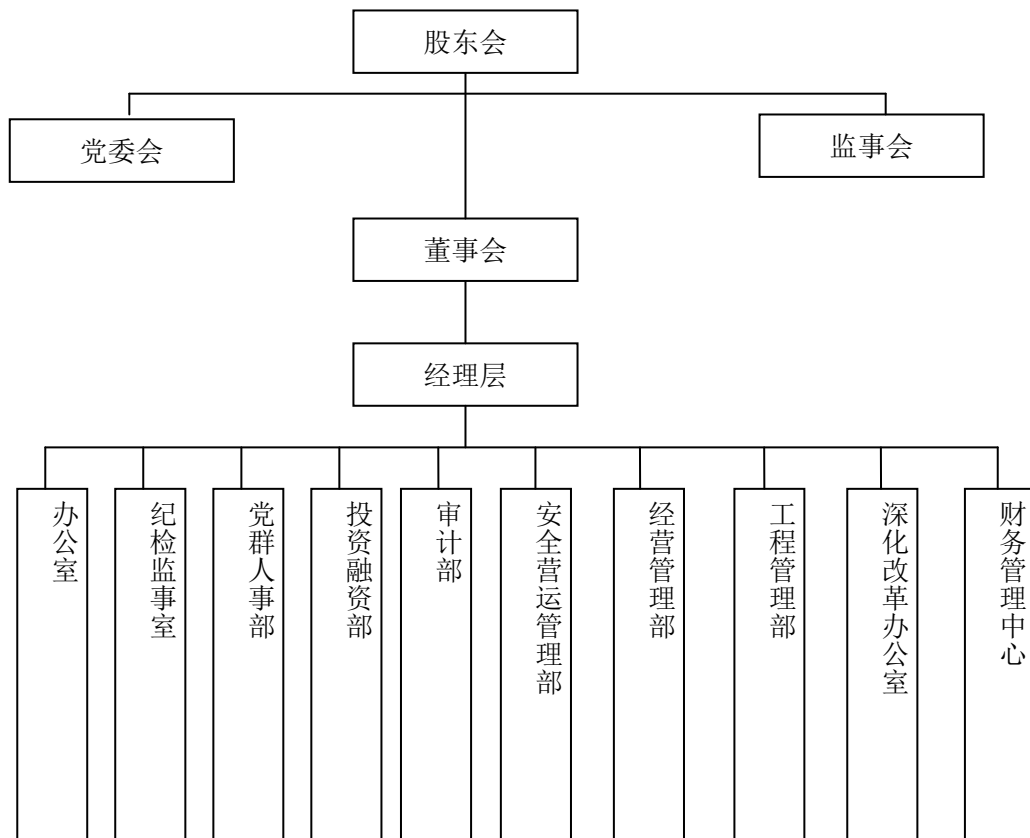 股东会
党委会
监事会
董事会
经理层
办公室
纪检监事室
党群人事部
投资融资部
审计部
安全营运管理部
经营管理部
工程管理部
深化改革办公室
财务管理中心